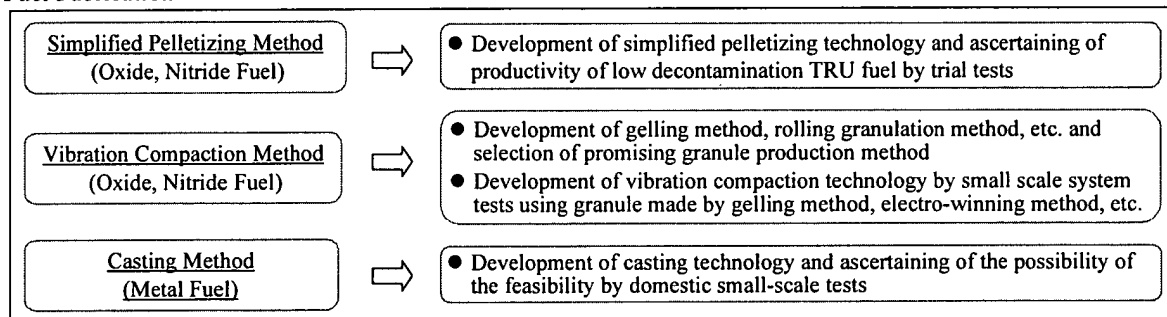 Simplified Pelletizing Method
(Oxide, Nitride Fuel)
● Development of simplified pelletizing technology and ascertaining of
productivity of low decontamination TRU fuel by trial tests
Vibration Compaction Method
(Oxide, Nitride Fuel)
● Development of gelling method, rolling granulation method, etc. and
selection of promising granule production method
● Development of vibration compaction technology by small scale system
tests using granule made by gelling method, electro-winning method, etc.
Casting Method
(Metal Fuel)
● Development of casting technology and ascertaining of the possibility of
the feasibility by domestic small-scale tests